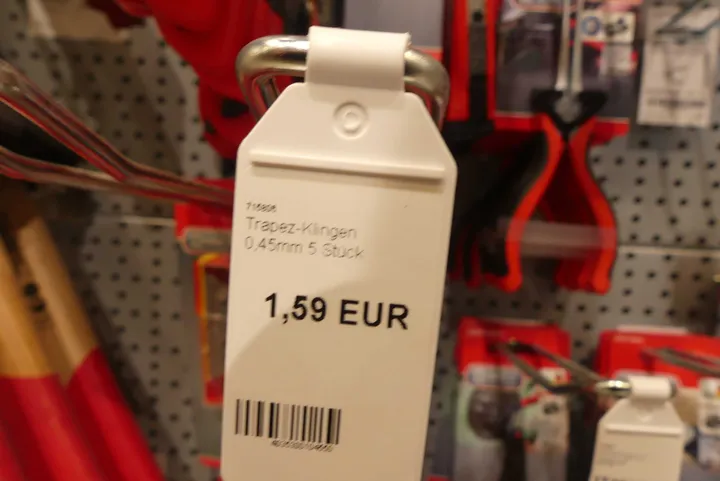 Trapez-Klingen
0,45mm 5 Stück
1,59 EUR